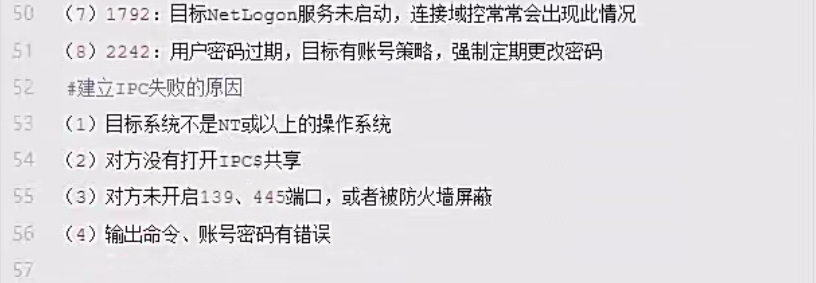 50 （7）1792：目标NetLogon服务未启动，连接域控常常会出现此情况
51 （8）2242：用户密码过期，目标有账号策略，强制定期更改密码
52 #建立IPC失败的原因
53 （1）目标系统不是NT或以上的操作系统
54 （2）对方没有打开IPC$共享
55 （3）对方未开启139、445端口，或者被防火墙屏蔽
56 （4）输出命令、账号密码有错误
57